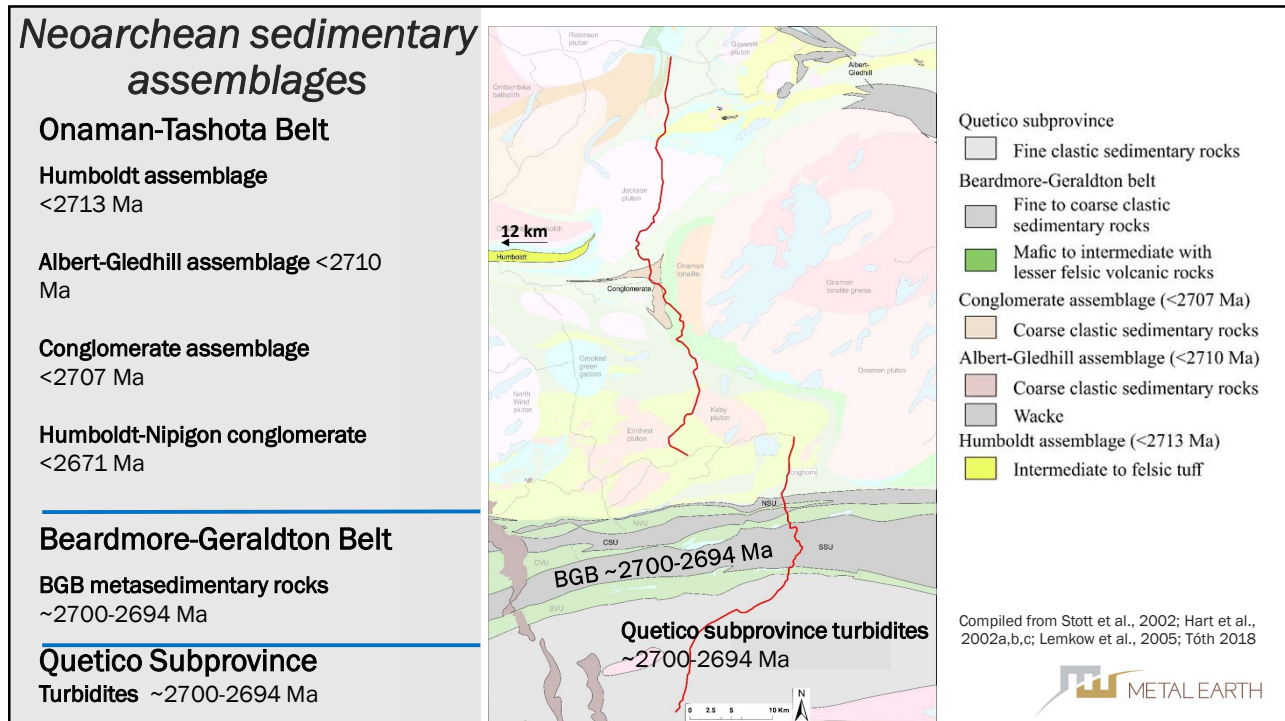 Neoarchean sedimentary
assemblages
Onaman-Tashota Belt
Humboldt assemblage
<2713 Ma
Albert-Gledhill assemblage <2710
Ma
Conglomerate assemblage
<2707 Ma
Humboldt-Nipigon conglomerate
<2671 Ma
Beardmore-Geraldton Belt
BGB metasedimentary rocks
~2700-2694 Ma
Quetico Subprovince
Turbidites ~2700-2694 Ma
Robinson
pluton
Gzowski
pluton
Albert-
Gledhill
Ombambika
batholith
Jackson
pluton
12 km
Humboldt
Conglomerate
Onaman
tonalite
Onaman
tonalite gneiss
Crooked
green
gabbro
Onaman pluton
North
Wind
pluton
Elmhirst
pluton
Kaby
pluton
NSU
NVU
CSU
SSU
CVU
BGB ~2700-2694 Ma
SVU
Quetico subprovince turbidites
~2700-2694 Ma
N
0 2.5 5 10 Km
Quetico subprovince
Fine clastic sedimentary rocks
Beardmore-Geraldton belt
Fine to coarse clastic
sedimentary rocks
Mafic to intermediate with
lesser felsic volcanic rocks
Conglomerate assemblage (<2707 Ma)
Coarse clastic sedimentary rocks
Albert-Gledhill assemblage (<2710 Ma)
Coarse clastic sedimentary rocks
Wacke
Humboldt assemblage (<2713 Ma)
Intermediate to felsic tuff
Compiled from Stott et al., 2002; Hart et al.,
2002a,b,c; Lemkow et al., 2005; Tóth 2018
METAL EARTH